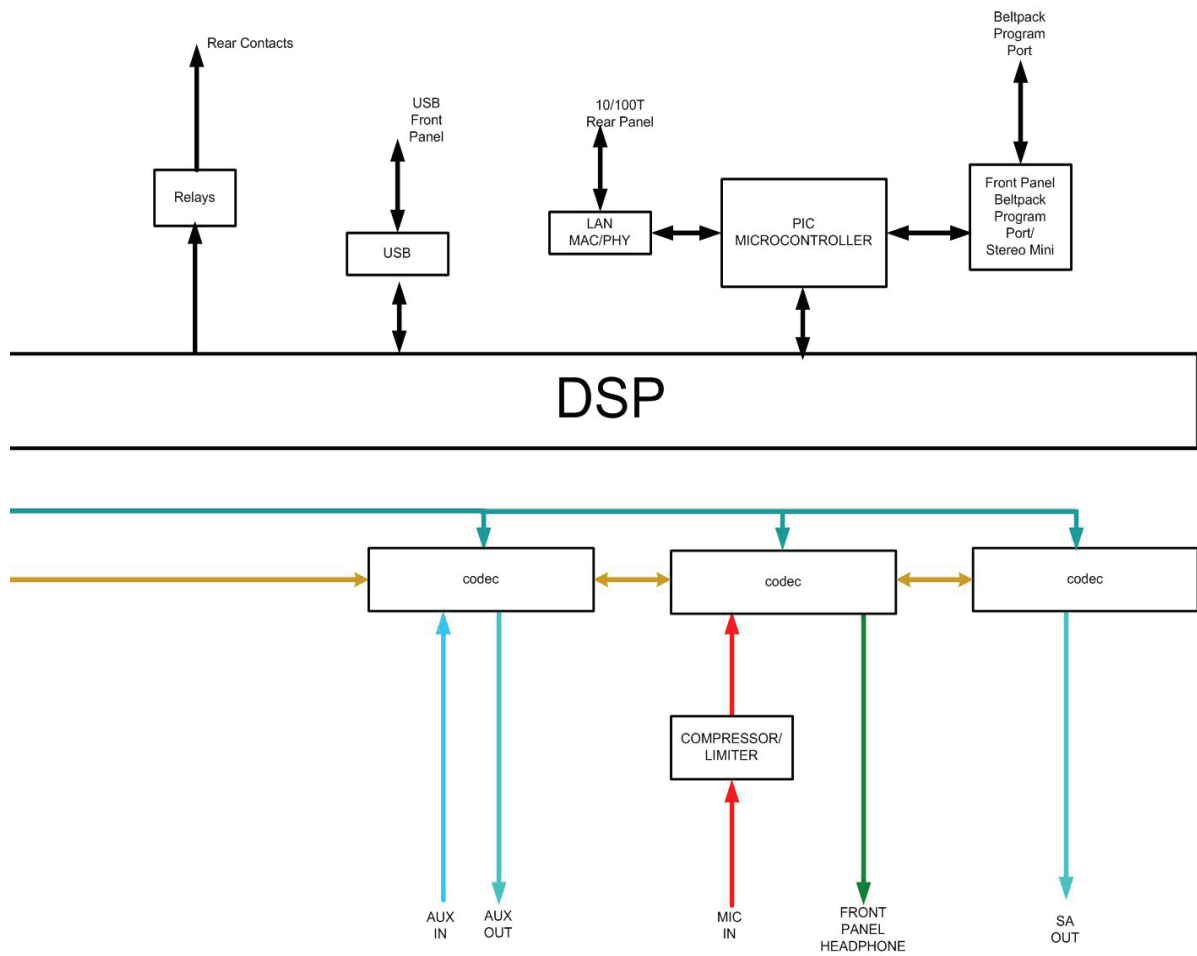 Rear Contacts
USB
Front
Panel
10/100T
Rear Panel
Beltpack
Program
Port
Relays
USB
LAN
MAC/PHY
PIC
MICROCONTROLLER
Front Panel
Beltpack
Program
Port/
Stereo Mini
DSP
codec
codec
codec
COMPRESSOR/
LIMITER
AUX
IN
AUX
OUT
MIC
IN
FRONT
PANEL
HEADPHONE
SA
OUT